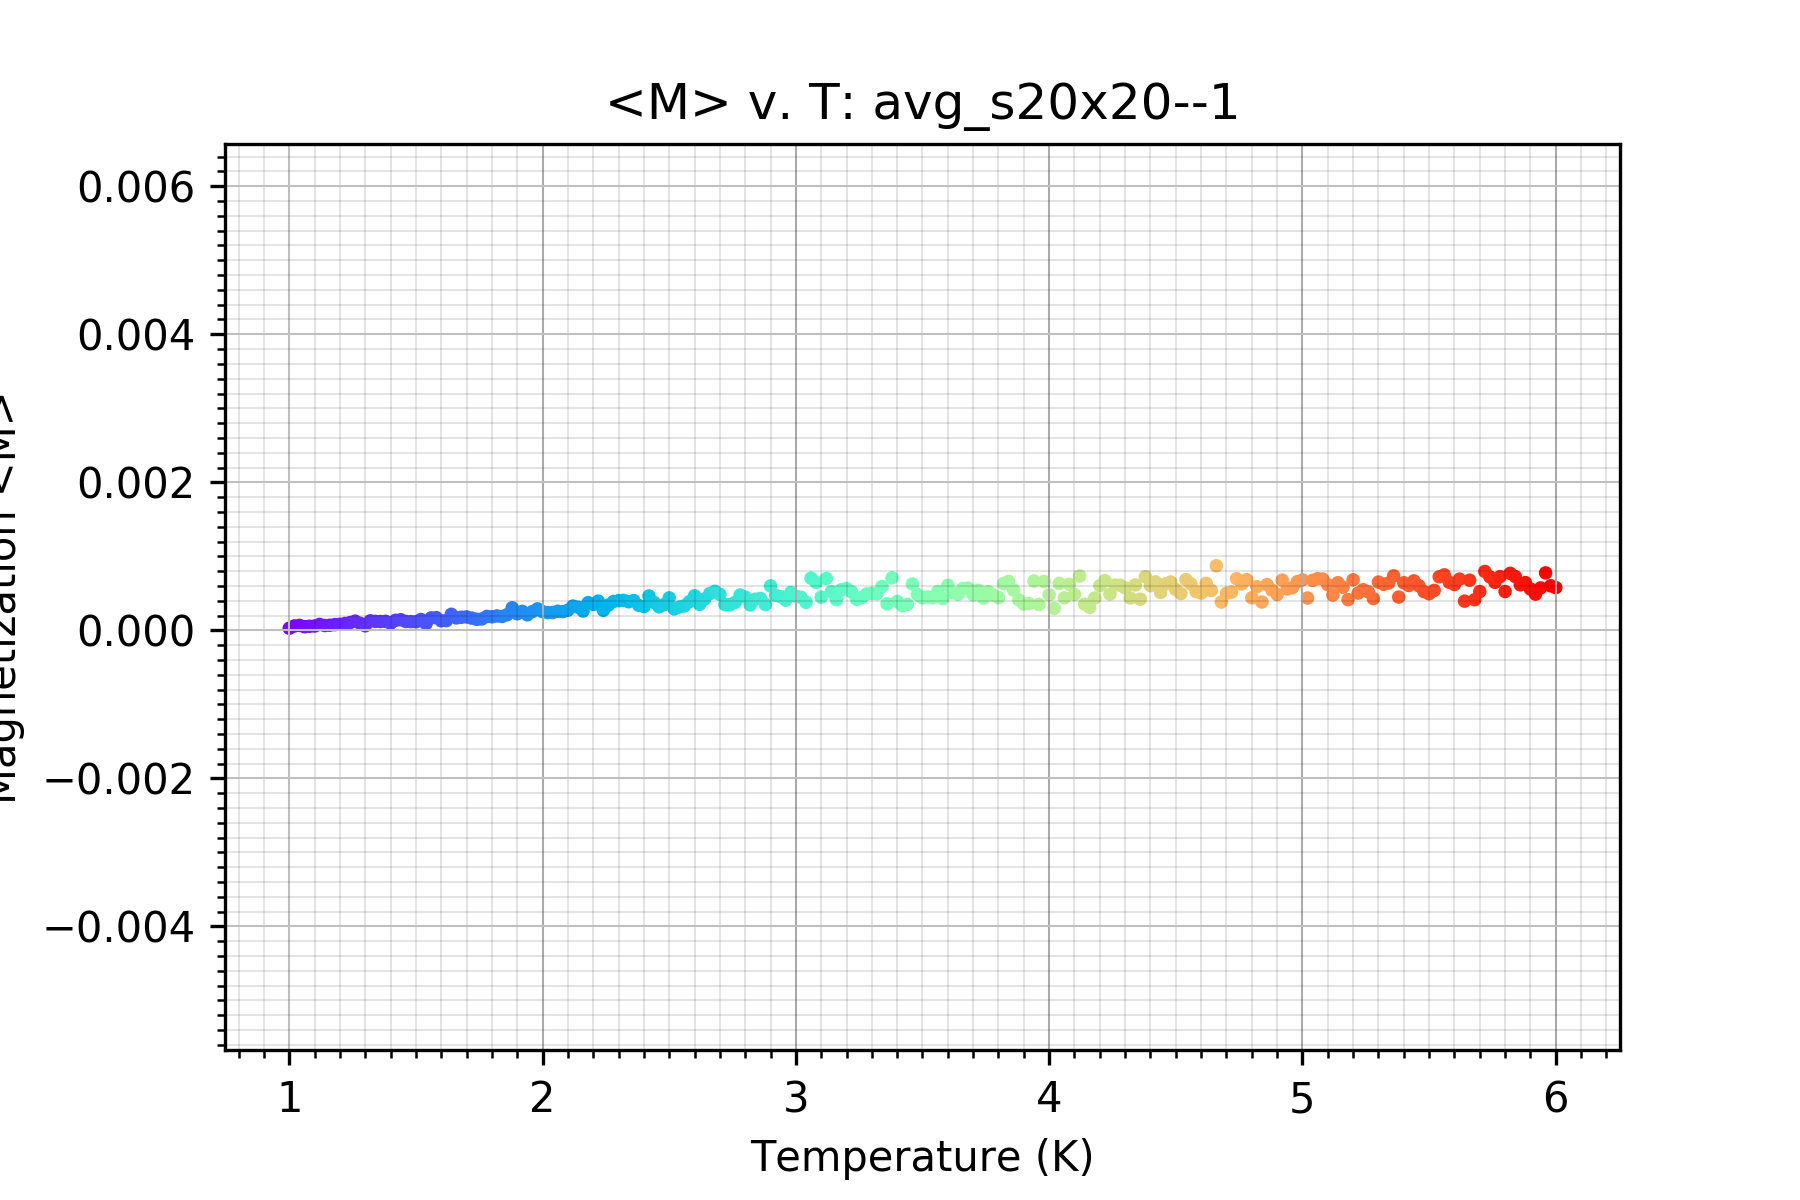 <M> v. T: avg_s20x20--1
0.006
0.004
0.002
0.000
−0.002
−0.004
Magnetization <M>
1 2 3 4 5 6
Temperature (K)